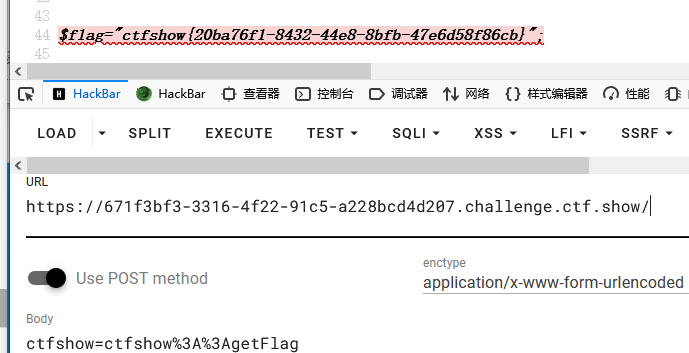 43
44 $flag="ctfshow{20ba76f1-8432-44e8-8bfb-47e6d58f86cb}";
45
HackBar HackBar 查看器 控制台 调试器 网络 样式编辑器 性能
LOAD SPLIT EXECUTE TEST SQLI XSS LFI SSRF
URL
https://671f3bf3-3316-4f22-91c5-a228bcd4d207.challenge.ctf.show/
Use POST method
enctype
application/x-www-form-urlencoded
Body
ctfshow=ctfshow%3A%3AgetFlag